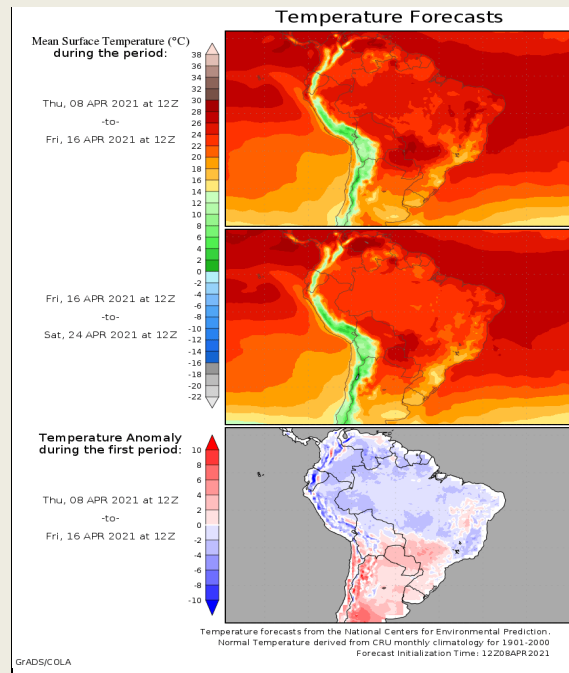 Temperature Forecasts
Mean Surface Temperature (°C)
during the period:
Thu, 08 APR 2021 at 12Z
-to-
Fri, 16 APR 2021 at 12Z
38
36
34
32
30
28
26
24
22
20
18
16
14
12
10
8
6
4
2
0
-2
-4
-6
-8
-10
-12
-14
-16
-18
-20
-22
Fri, 16 APR 2021 at 12Z
-to-
Sat, 24 APR 2021 at 12Z
Temperature Anomaly
during the first period:
Thu, 08 APR 2021 at 12Z
-to-
Fri, 16 APR 2021 at 12Z
10
8
6
4
2
0
-2
-4
-6
-8
-10
Temperature forecasts from the National Centers for Environmental Prediction.
Normal Temperature derived from CRU monthly climatology for 1901-2000
Forecast Initialization Time: 12Z08APR2021
GrADS/COLA